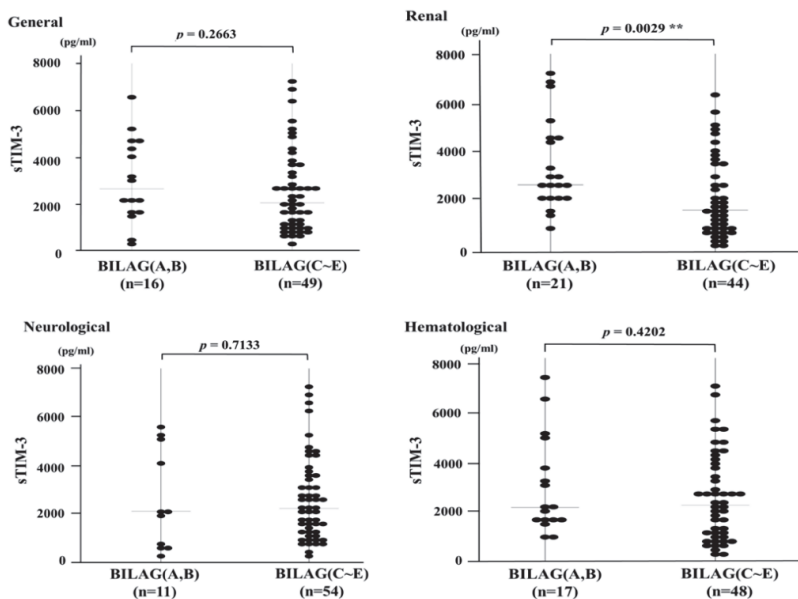 General
(pg/ml)
p = 0.2663
8000
6000
4000
2000
0
sTIM-3
BILAG(A,B)
(n=16)
BILAG(C~E)
(n=49)
Renal
(pg/ml)
p = 0.0029 **
8000
6000
4000
2000
0
sTIM-3
BILAG(A,B)
(n=21)
BILAG(C~E)
(n=44)
Neurological
(pg/ml)
p = 0.7133
8000
6000
4000
2000
0
sTIM-3
BILAG(A,B)
(n=11)
BILAG(C~E)
(n=54)
Hematological
(pg/ml)
p = 0.4202
8000
6000
4000
2000
0
sTIM-3
BILAG(A,B)
(n=17)
BILAG(C~E)
(n=48)